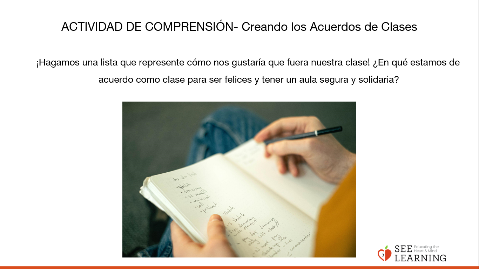 ACTIVIDAD DE COMPRENSIÓN- Creando los Acuerdos de Clases
¡Hagamos una lista que represente cómo nos gustaría que fuera nuestra clase! ¿En qué estamos de
acuerdo como clase para ser felices y tener un aula segura y solidaria?
SEE
LEARNING